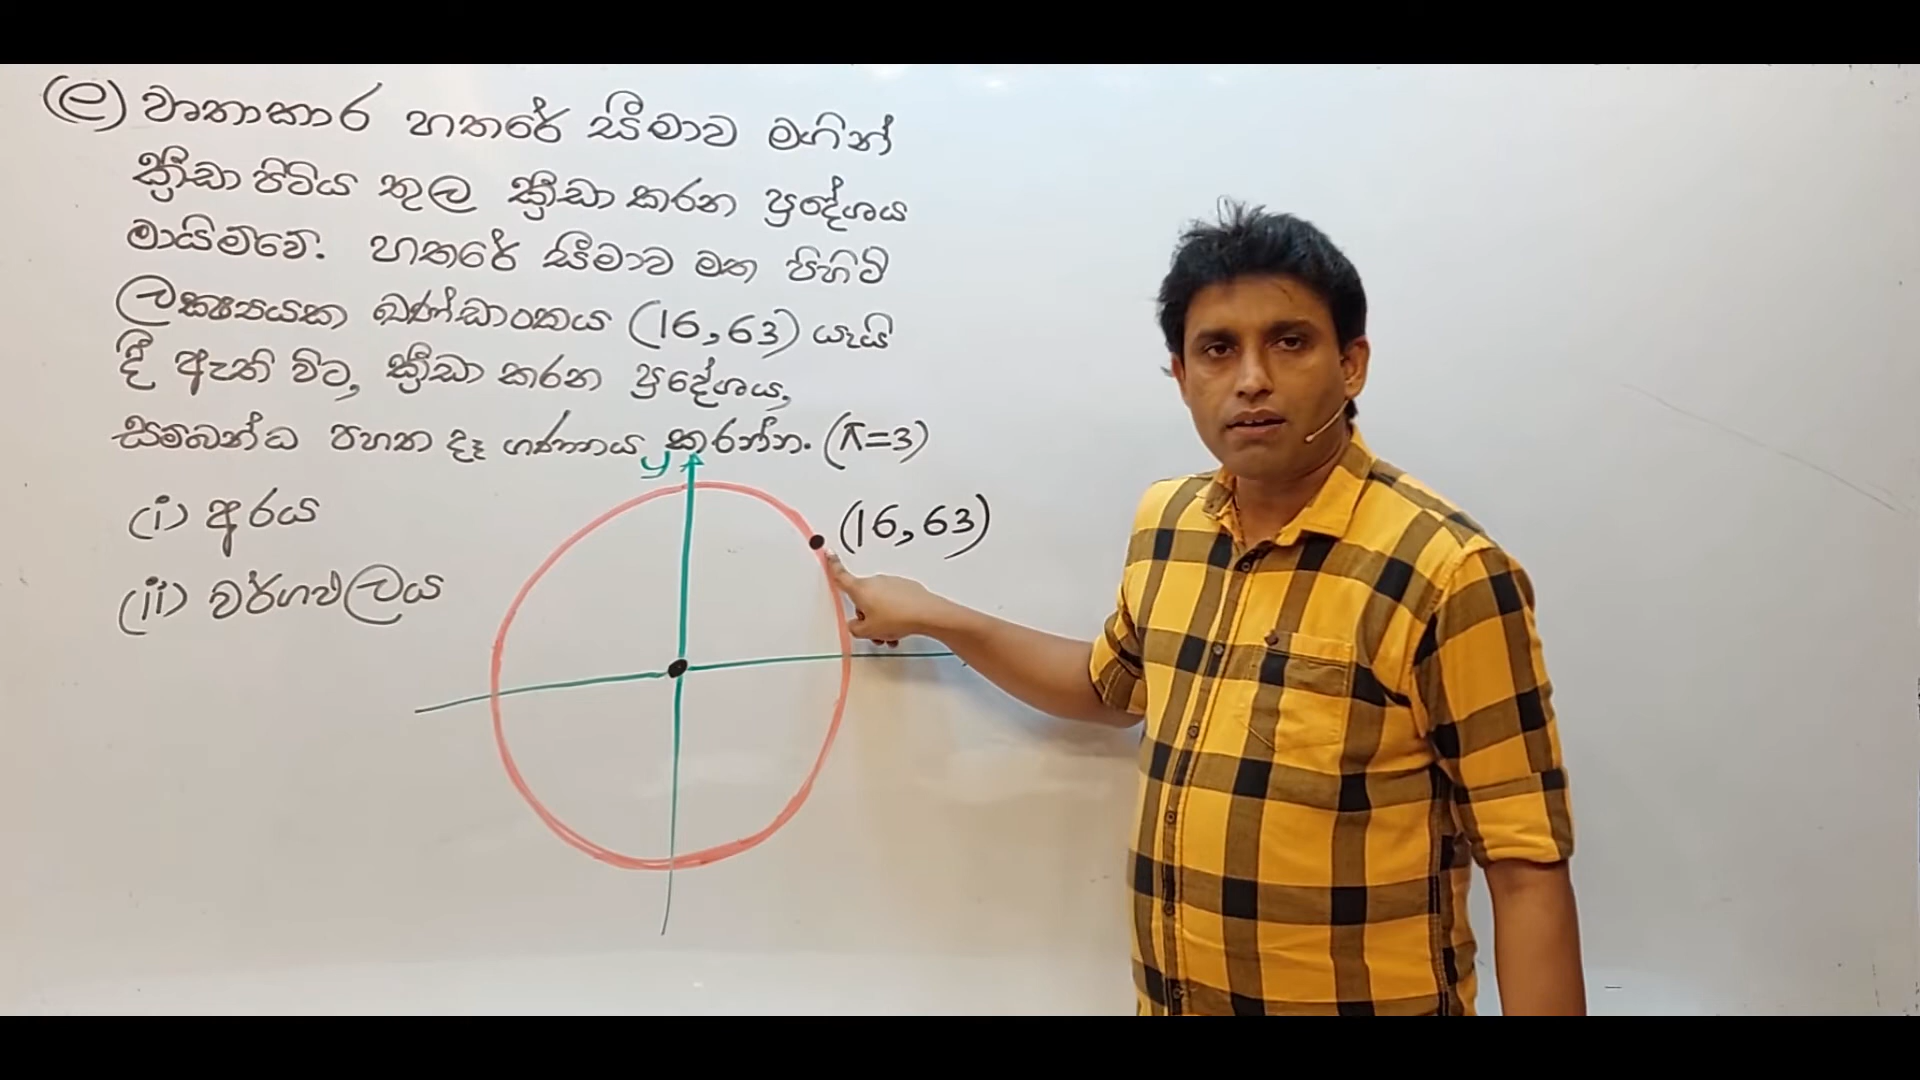 (ල) වෘතාකාර හතරේ සීමාව මගින්
ක්‍රීඩා පිටිය තුල ක්‍රීඩා කරන ප්‍රදේශය
මායිම්වේ. හතරේ සීමාව මත පිහිටි
ලක්ෂ්‍යයක ඛණ්ඩාංකය (16,63) යැයි
දී ඇති විට, ක්‍රීඩා කරන ප්‍රදේශය,
සම්බන්ධ පහත දෑ ගණනය කරන්න. (π=3)
y
(i) අරය
(16,63)
(ii) වර්ගඵලය